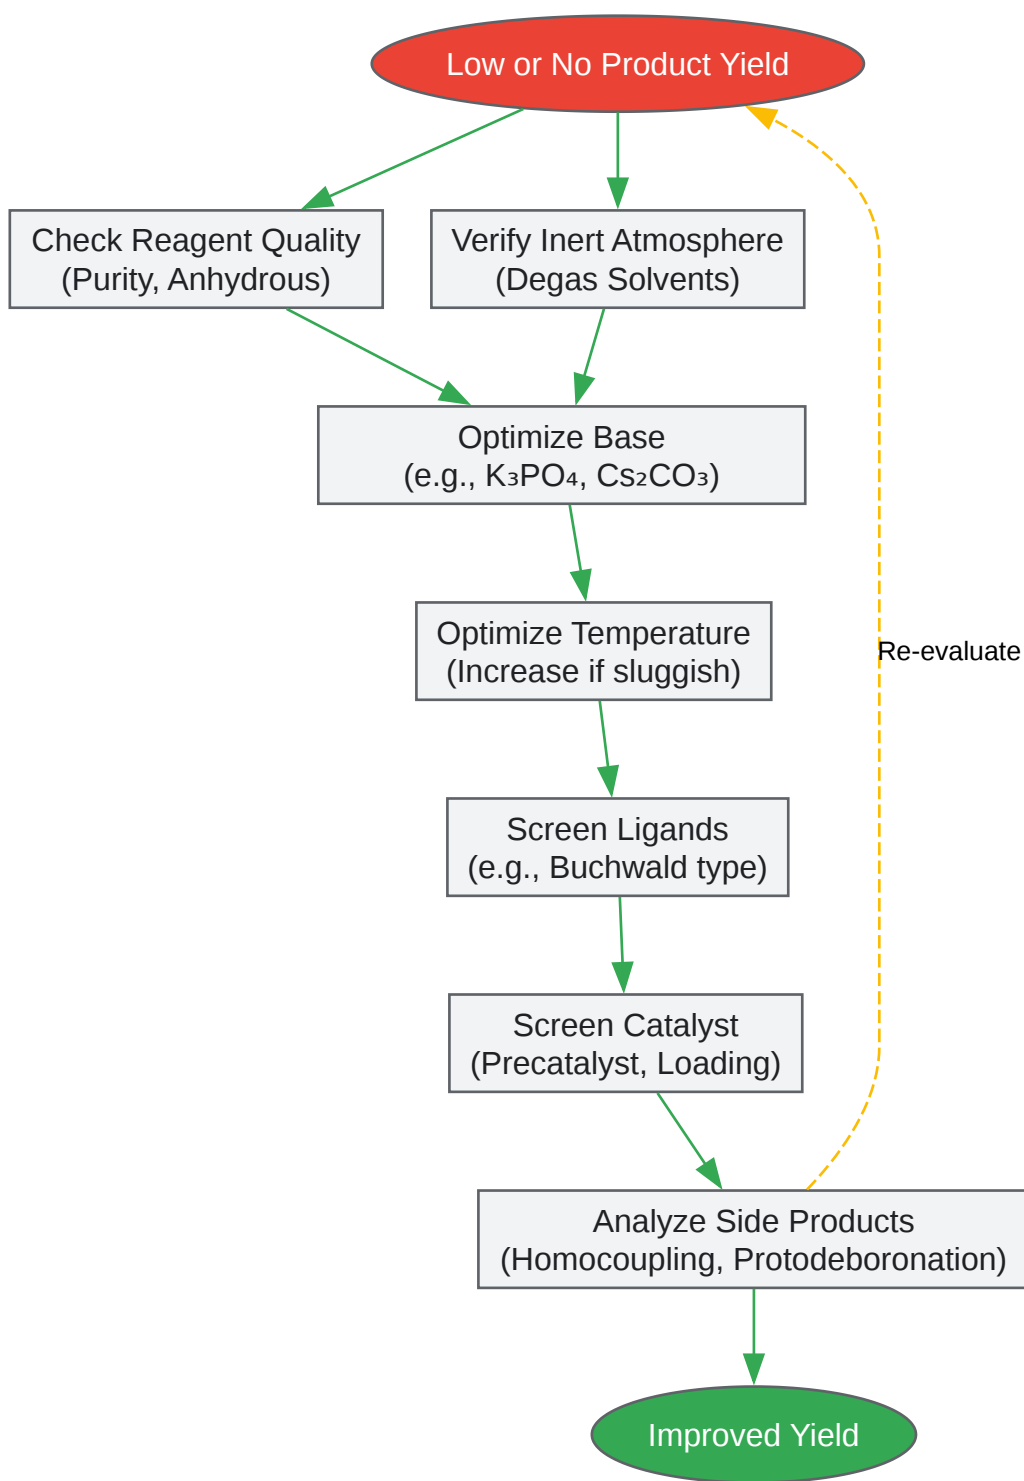 Low or No Product Yield
Check Reagent Quality
(Purity, Anhydrous)
Verify Inert Atmosphere
(Degas Solvents)
Optimize Base
(e.g., K₃PO₄, Cs₂CO₃)
Optimize Temperature
(Increase if sluggish)
Re-evaluate
Screen Ligands
(e.g., Buchwald type)
Screen Catalyst
(Precatalyst, Loading)
Analyze Side Products
(Homocoupling, Protodeboronation)
Improved Yield